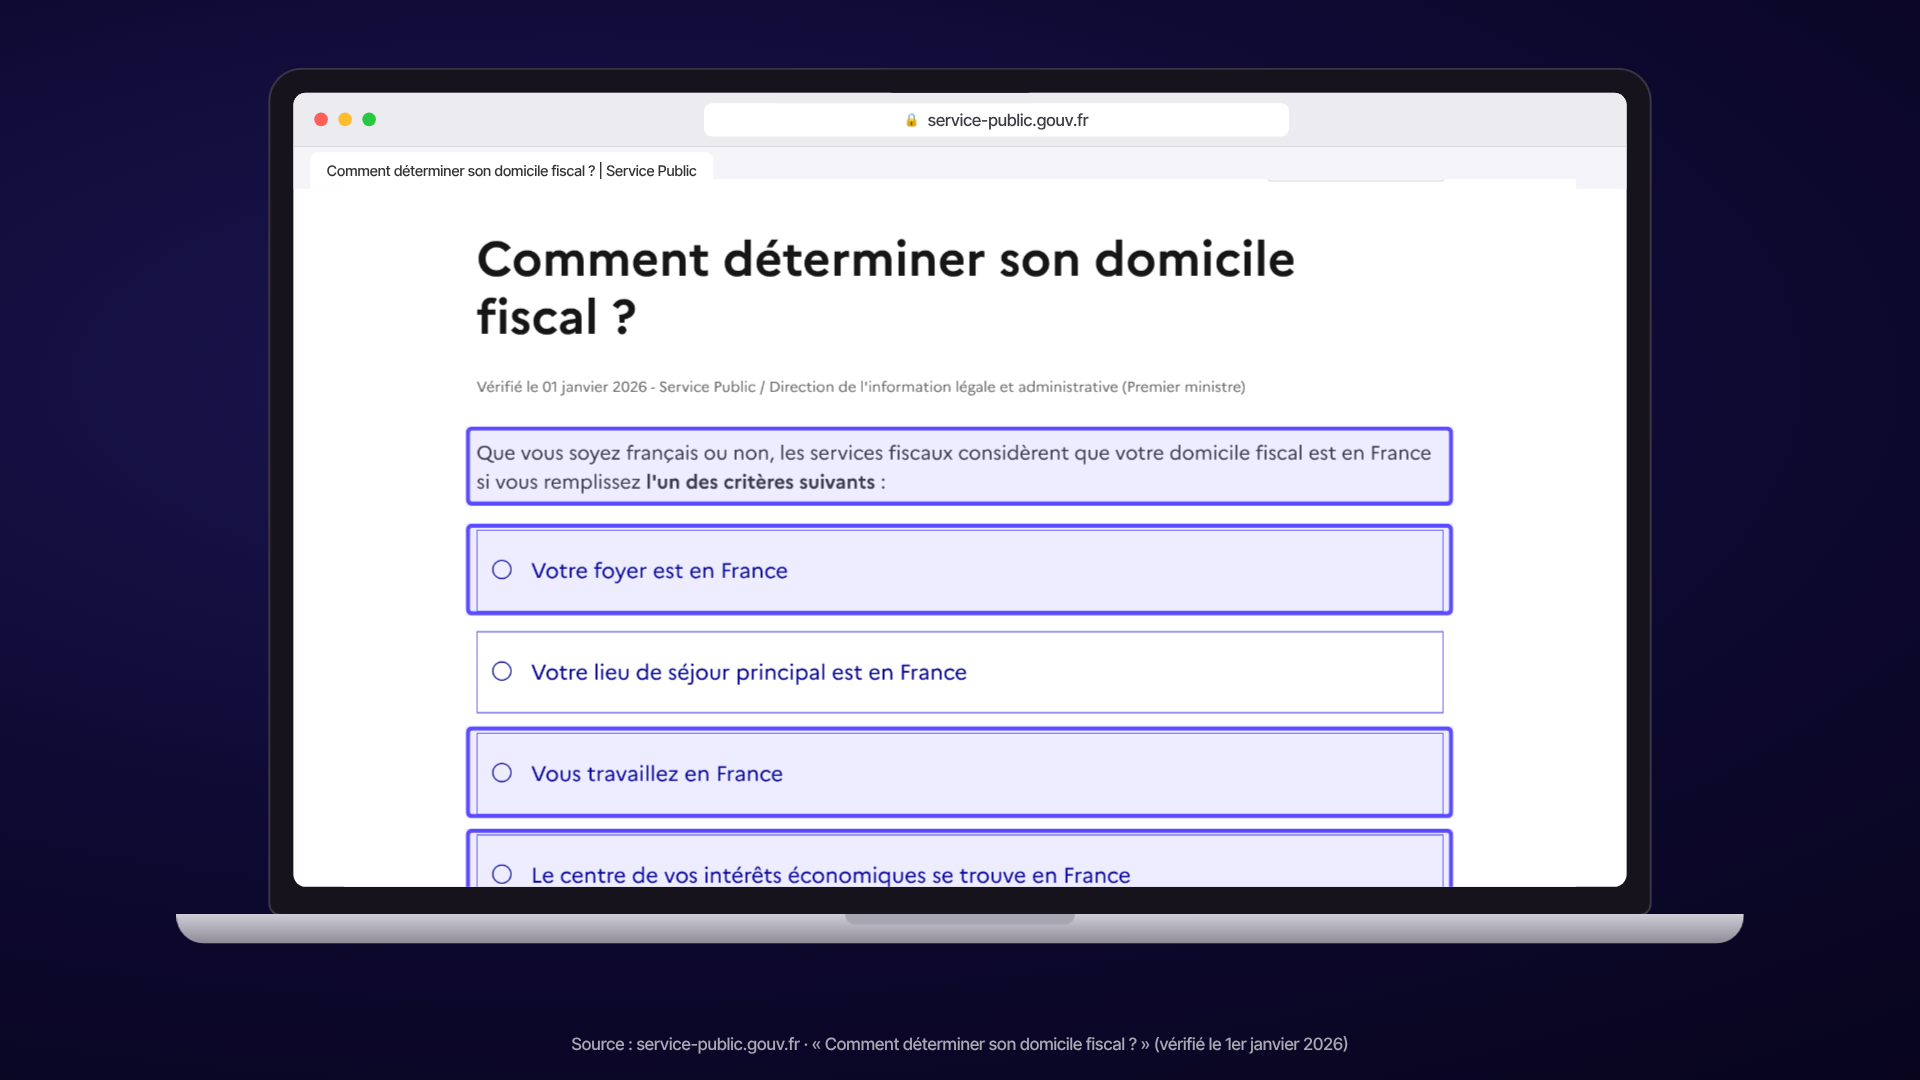 service-public.gouv.fr
Comment déterminer son domicile fiscal ? | Service Public
Comment déterminer son domicile
fiscal ?
Vérifié le 01 janvier 2026 - Service Public / Direction de l'information légale et administrative (Premier ministre)
Que vous soyez français ou non, les services fiscaux considèrent que votre domicile fiscal est en France
si vous remplissez l'un des critères suivants :
Votre foyer est en France
Votre lieu de séjour principal est en France
Vous travaillez en France
Le centre de vos intérêts économiques se trouve en France
Source : service-public.gouv.fr · « Comment déterminer son domicile fiscal ? » (vérifié le 1er janvier 2026)